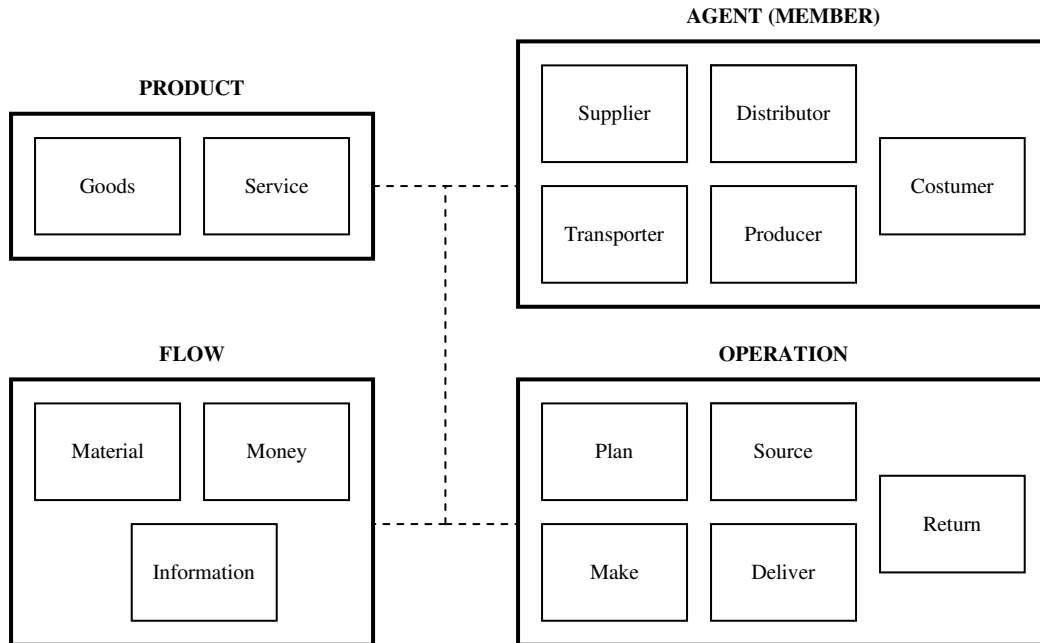 AGENT (MEMBER)
PRODUCT
Supplier
Distributor
Goods
Service
Costumer
Transporter
Producer
FLOW
OPERATION
Material
Money
Plan
Source
Return
Information
Make
Deliver